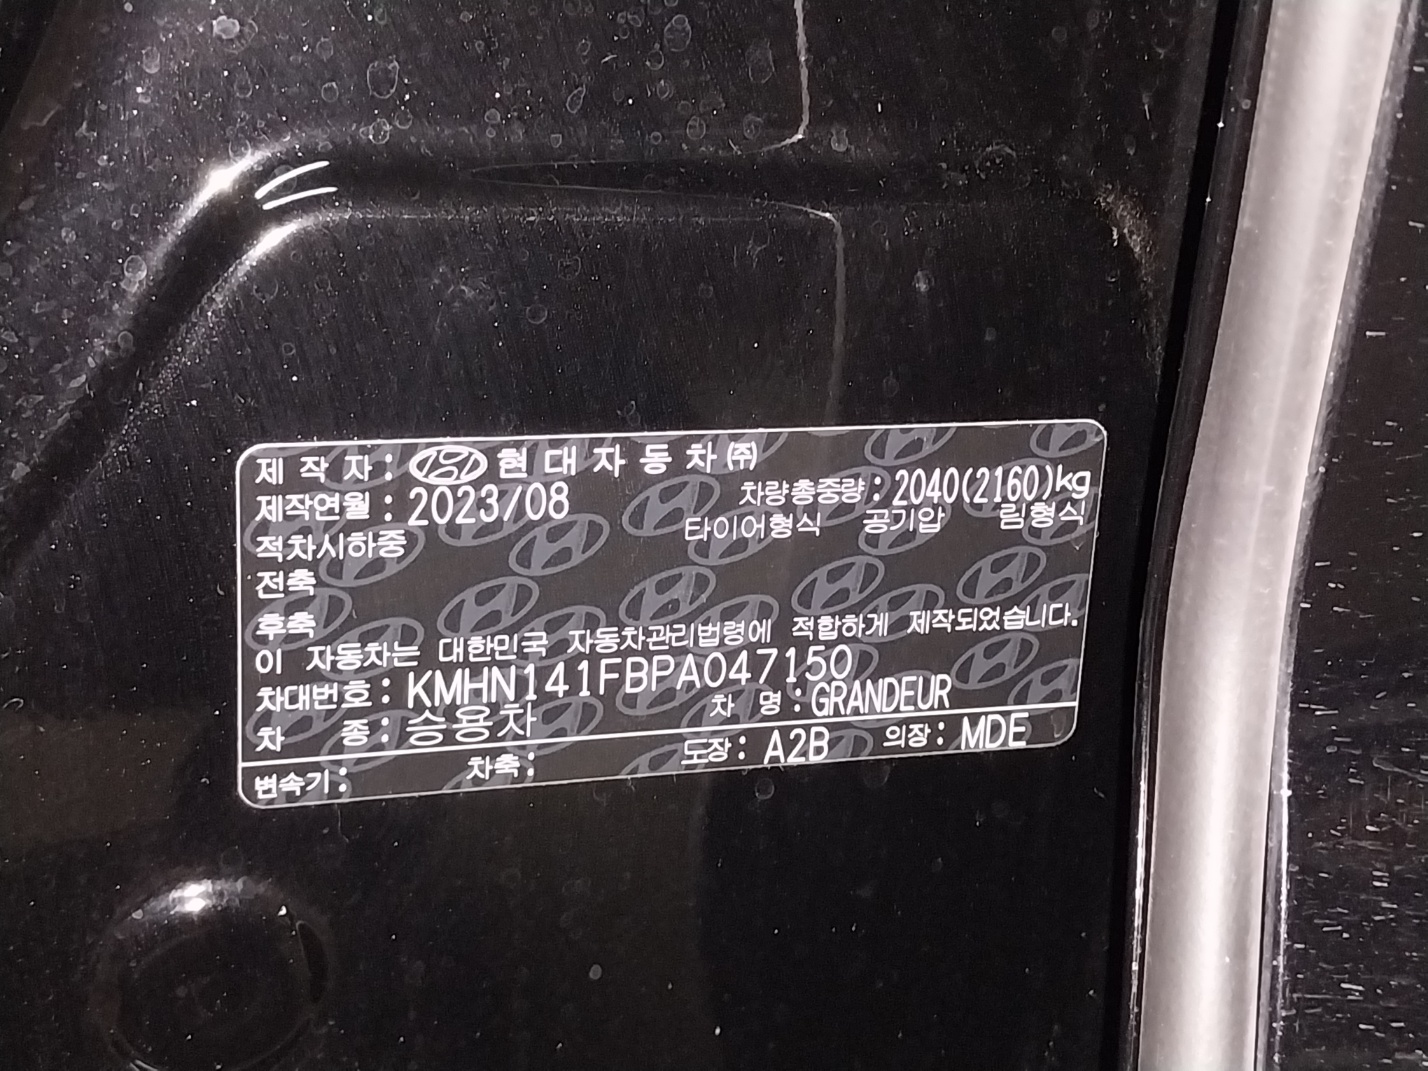 제 작 자 : 현 대 자 동 차 ㈜
제작연월 : 2023/08 차량총중량 : 2040(2160)kg
적차시하중 타이어형식 공기압 림형식
전축
후축
이 자동차는 대한민국 자동차관리법령에 적합하게 제작되었습니다.
차대번호 : KMHN141FBPA047150
차 종 : 승용차 차 명 : GRANDEUR
변속기 : 차축 : 도장 : A2B 의장 : MDE